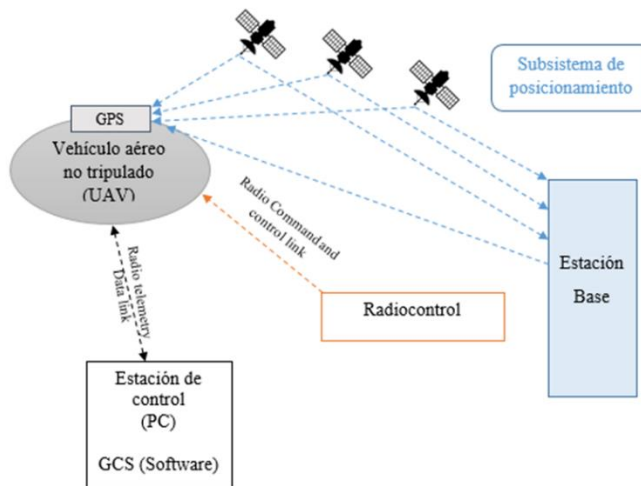 Subsistema de
posicionamiento
GPS
Vehículo aéreo
no tripulado
(UAV)
Radio Command and
control link
Radio telemetry
Data link
Estación
Base
Radiocontrol
Estación de
control
(PC)
GCS (Software)